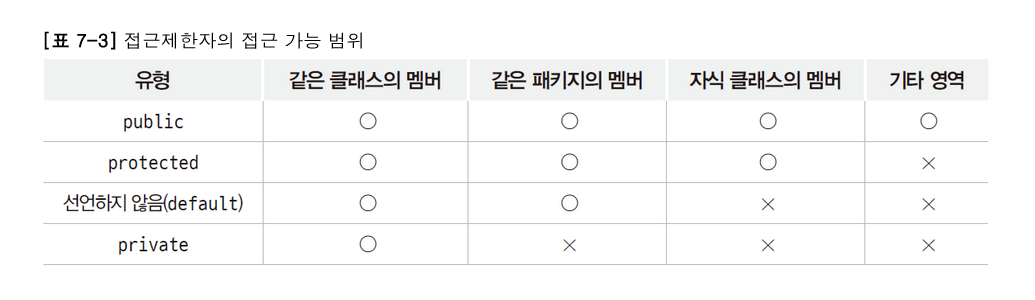 [표 7-3] 접근제한자의 접근 가능 범위
유형 같은 클래스의 멤버 같은 패키지의 멤버 자식 클래스의 멤버 기타 영역
public ○ ○ ○ ○
protected ○ ○ ○ ×
선언하지 않음(default) ○ ○ × ×
private ○ × × ×